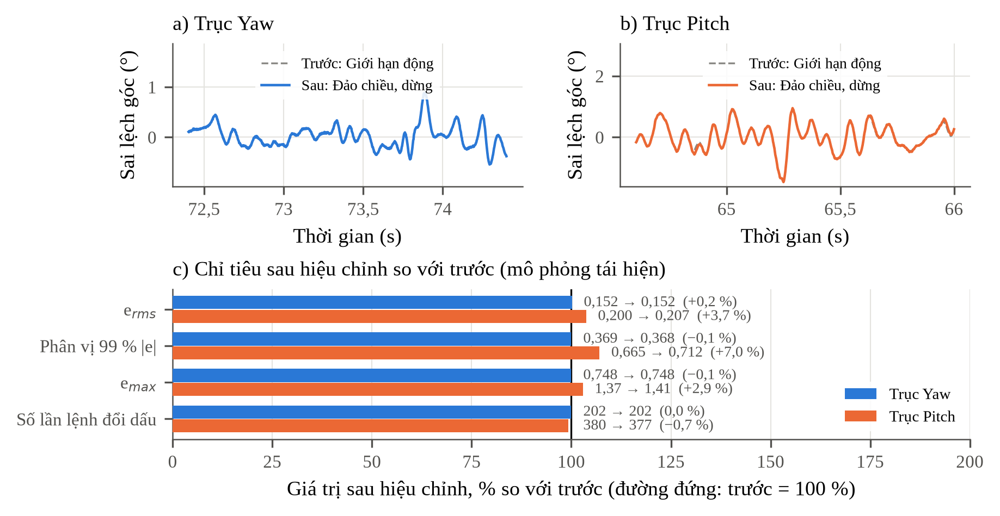 a) Trục Yaw
Sai lệch góc (°)
1
0
Trước: Giới hạn động
Sau: Đảo chiều, dừng
72,5 73 73,5 74
Thời gian (s)
b) Trục Pitch
Sai lệch góc (°)
2
0
Trước: Giới hạn động
Sau: Đảo chiều, dừng
65 65,5 66
Thời gian (s)
c) Chỉ tiêu sau hiệu chỉnh so với trước (mô phỏng tái hiện)
erms
0,152 → 0,152 (+0,2 %)
0,200 → 0,207 (+3,7 %)
Phân vị 99 % |e|
0,369 → 0,368 (−0,1 %)
0,665 → 0,712 (+7,0 %)
emax
0,748 → 0,748 (−0,1 %)
1,37 → 1,41 (+2,9 %)
Số lần lệnh đổi dấu
202 → 202 (0,0 %)
380 → 377 (−0,7 %)
Trục Yaw
Trục Pitch
0 25 50 75 100 125 150 175 200
Giá trị sau hiệu chỉnh, % so với trước (đường đứng: trước = 100 %)